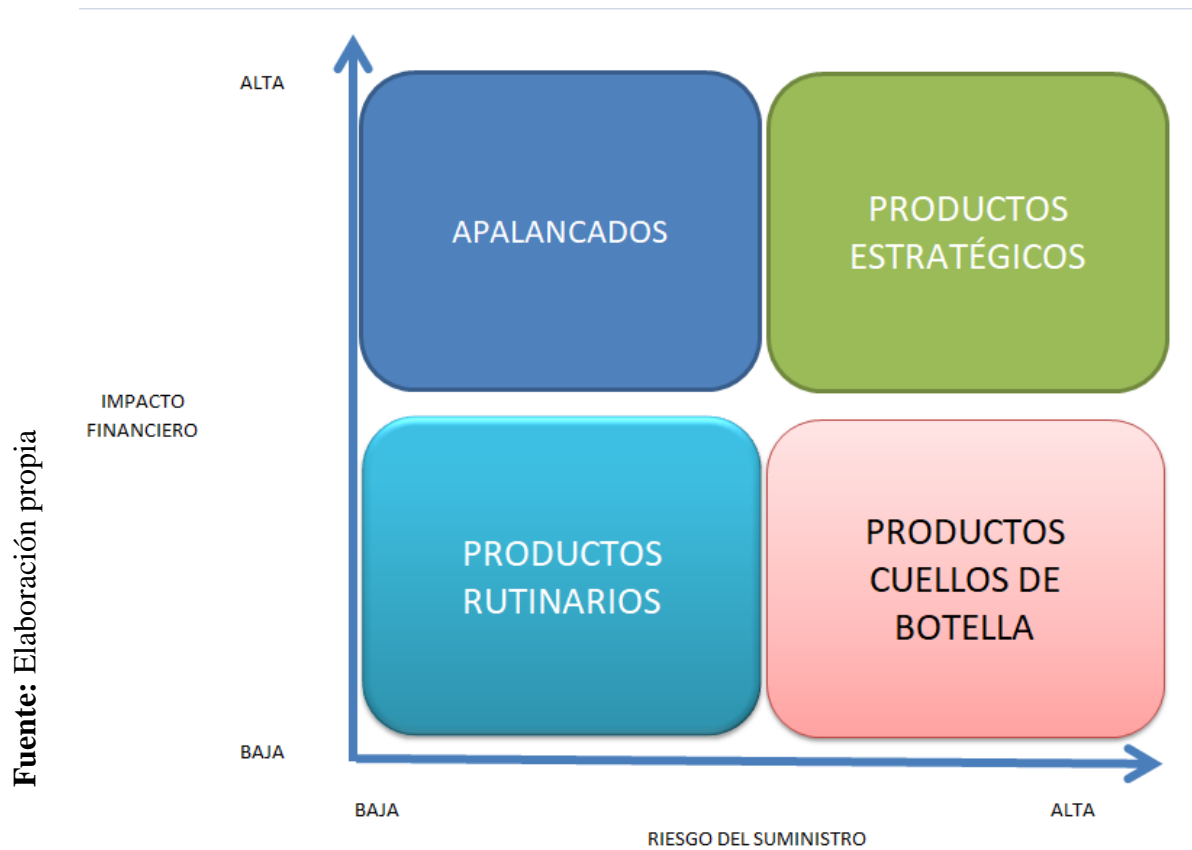 ALTA
APALANCADOS
PRODUCTOS
ESTRATÉGICOS
IMPACTO
FINANCIERO
PRODUCTOS
RUTINARIOS
PRODUCTOS
CUELLOS DE
BOTELLA
BAJA
BAJA
ALTA
RIESGO DEL SUMINISTRO
Fuente: Elaboración propia